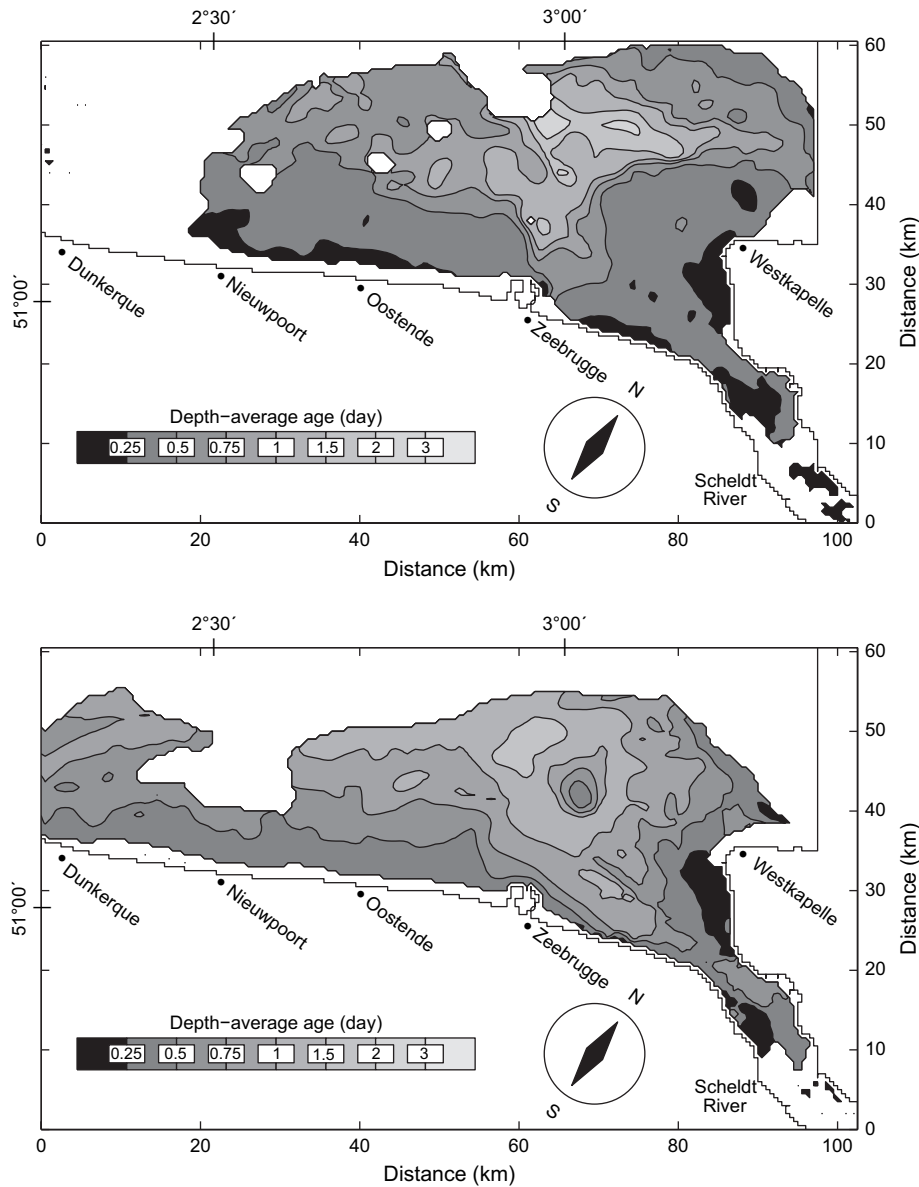 2°30′ 3°00′
60
50
40
30
20
10
0
Distance (km)
51°00′
Dunkerque
Nieuwpoort
Oostende
Zeebrugge
Westkapelle
N
S
Depth−average age (day)
0.25 0.5 0.75 1 1.5 2 3
Scheldt
River
0 20 40 60 80 100
Distance (km)
2°30′ 3°00′
60
50
40
30
20
10
0
Distance (km)
51°00′
Dunkerque
Nieuwpoort
Oostende
Zeebrugge
Westkapelle
N
S
Depth−average age (day)
0.25 0.5 0.75 1 1.5 2 3
Scheldt
River
0 20 40 60 80 100
Distance (km)